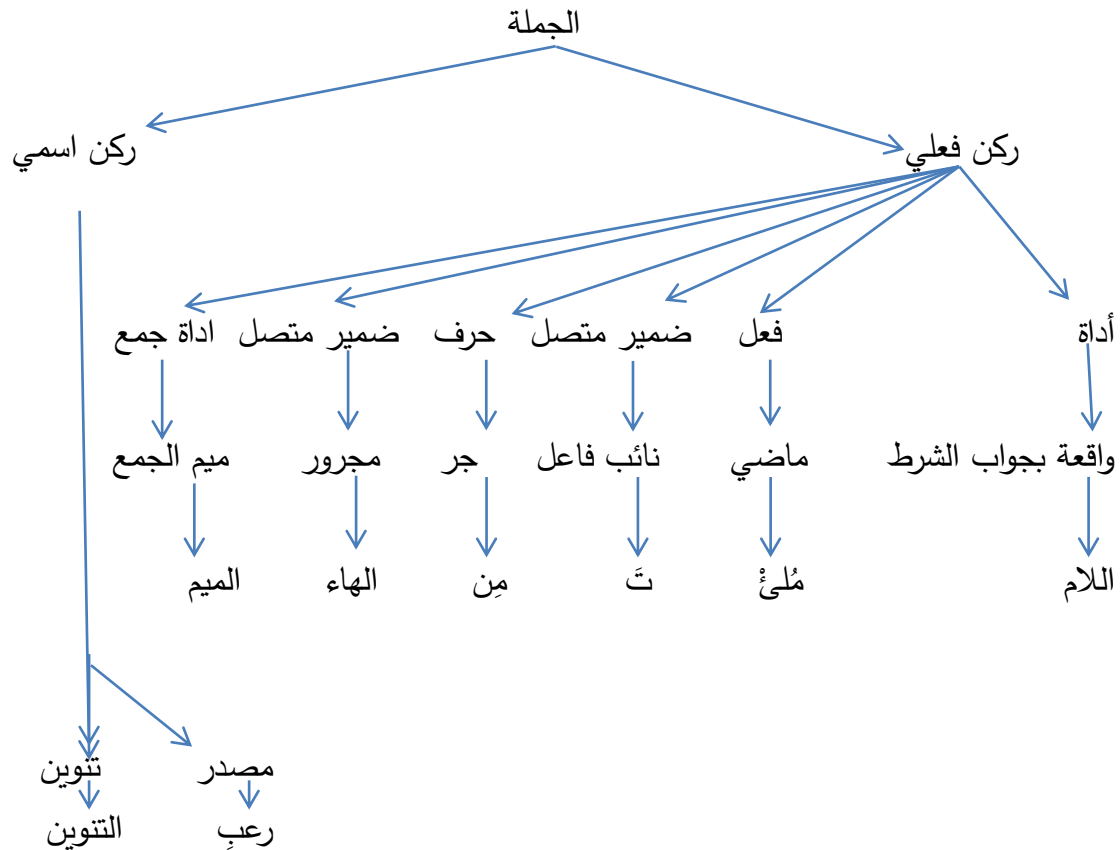 الجملة
ركن فعلي ركن اسمي
أداة فعل ضمير متصل حرف ضمير متصل اداة جمع
واقعة بجواب الشرط ماضي نائب فاعل جر مجرور ميم الجمع
اللام مُلئْ تَ مِن الهاء الميم
مصدر تنوين
رعبِ التنوين